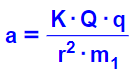 a = K · Q · q / r² · m₁